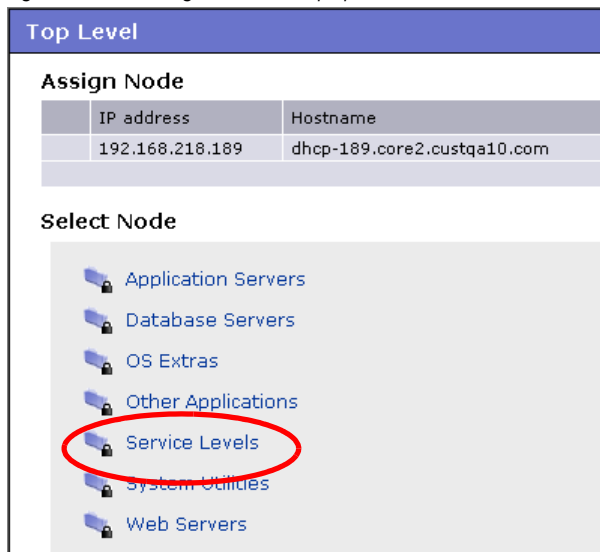 Top Level
Assign Node
IP address Hostname
192.168.218.189 dhcp-189.core2.custqa10.com
Select Node
Application Servers
Database Servers
OS Extras
Other Applications
Service Levels
System Utilities
Web Servers